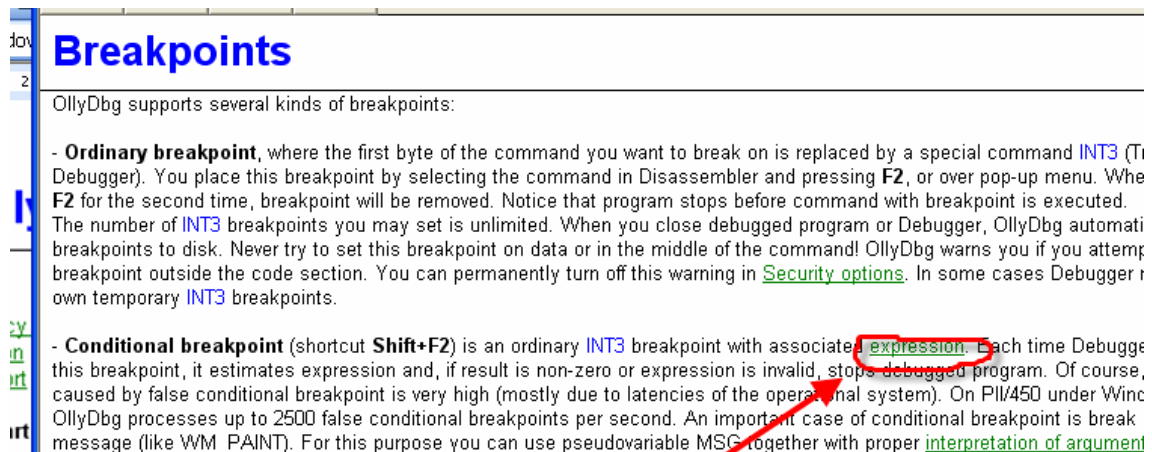 Breakpoints
2
OllyDbg supports several kinds of breakpoints:
- Ordinary breakpoint, where the first byte of the command you want to break on is replaced by a special command INT3 (
Debugger). You place this breakpoint by selecting the command in Disassembler and pressing F2, or over pop-up menu.
F2 for the second time, breakpoint will be removed. Notice that program stops before command with breakpoint is executed.
The number of INT3 breakpoints you may set is unlimited. When you close debugged program or Debugger, OllyDbg
breakpoints to disk. Never try to set this breakpoint on data or in the middle of the command! OllyDbg warns you if you
breakpoint outside the code section. You can permanently turn off this warning in Security options. In some cases Debugger
own temporary INT3 breakpoints.
- Conditional breakpoint (shortcut Shift+F2) is an ordinary INT3 breakpoint with associated expression. Each time
this breakpoint, it estimates expression and, if result is non-zero or expression is invalid, stops debugged program. Of course,
caused by false conditional breakpoint is very high (mostly due to latencies of the operational system). On PII/450 under
OllyDbg processes up to 2500 false conditional breakpoints per second. An important case of conditional breakpoint is break
message (like WM_PAINT). For this purpose you can use pseudovariable MSG together with proper interpretation of